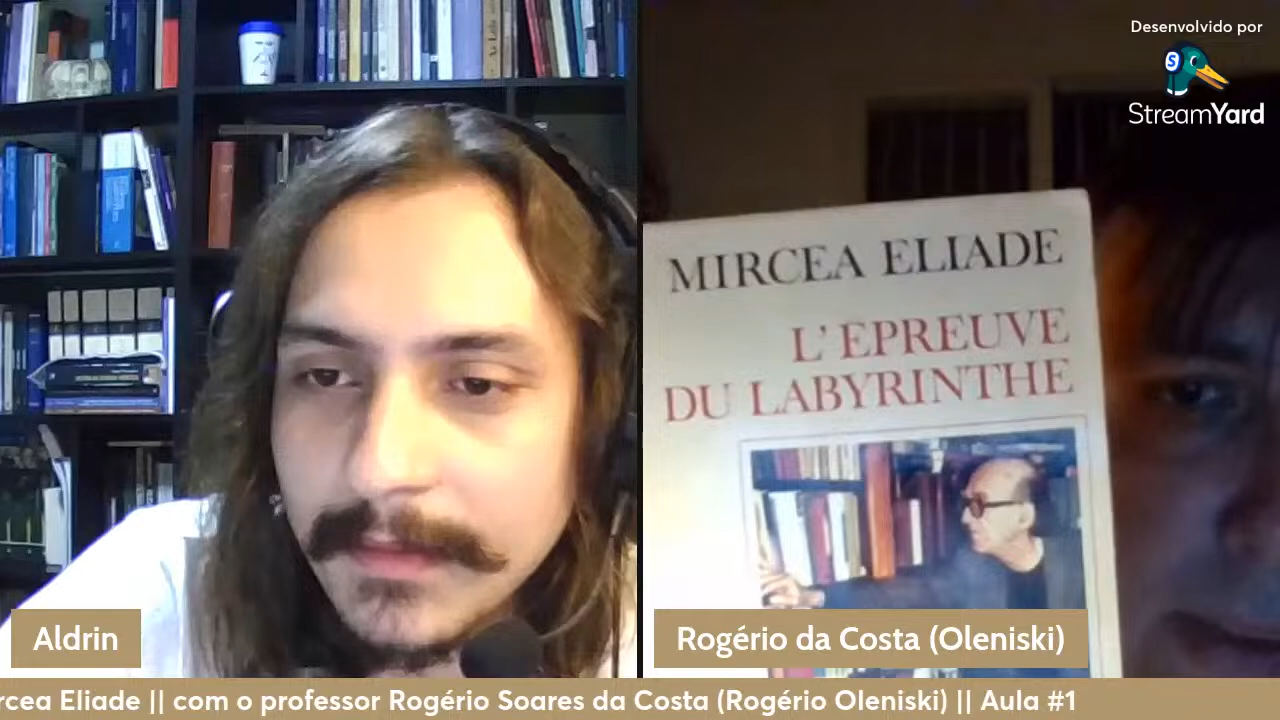 Desenvolvido por
StreamYard
MIRCEA ELIADE
L'EPREUVE
DU LABYRINTHE
Aldrin
Rogério da Costa (Oleniski)
rcea Eliade || com o professor Rogério Soares da Costa (Rogério Oleniski) || Aula #1